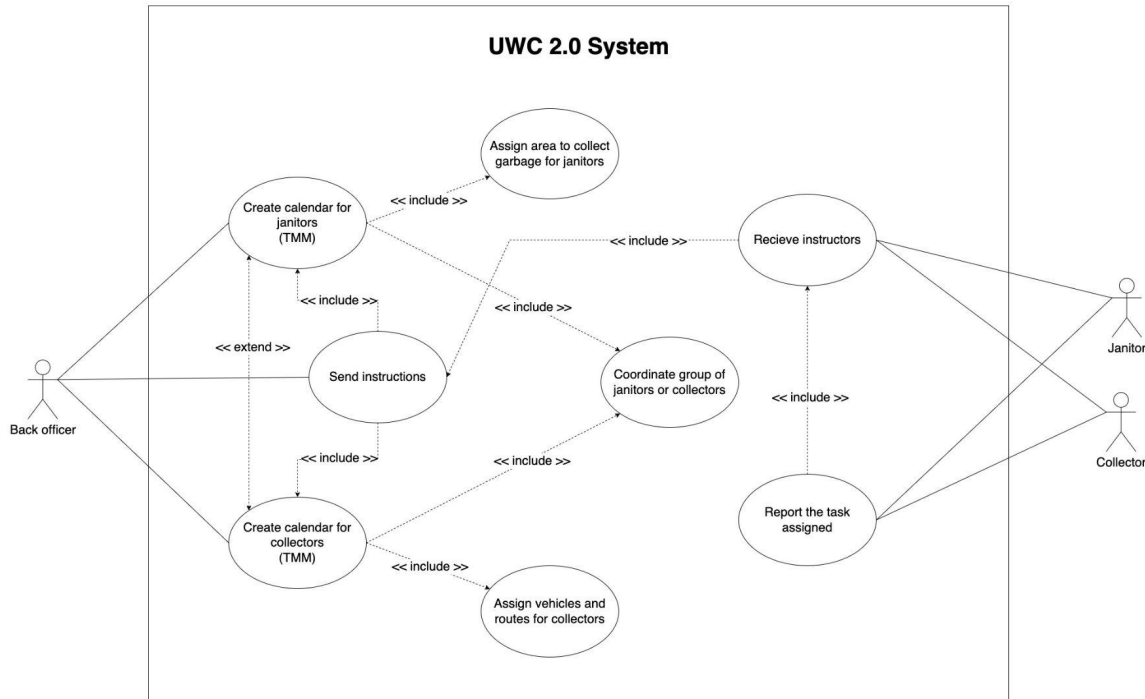 UWC 2.0 System
Assign area to collect
garbage for janitors
<< include >>
Create calendar for
janitors
(TMM)
<< include >>
Recieve instructors
<< include >>
<< include >>
<< extend >>
Janitor
Send instructions
Coordinate group of
janitors or collectors
Back officer
<< include >>
Collector
<< include >>
<< include >>
Create calendar for
collectors
(TMM)
Report the task
assigned
<< include >>
Assign vehicles and
routes for collectors